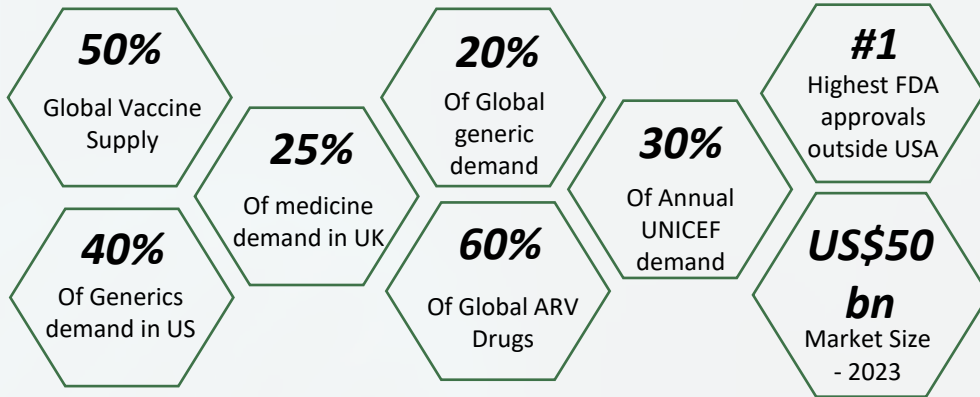 50%
Global Vaccine
Supply
40%
Of Generics
demand in US
25%
Of medicine
demand in UK
20%
Of Global
generic
demand
60%
Of Global ARV
Drugs
30%
Of Annual
UNICEF
demand
#1
Highest FDA
approvals
outside USA
US$50
bn
Market Size
- 2023